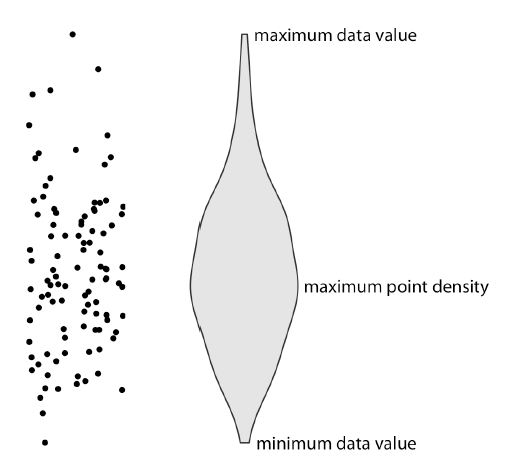 maximum data value
maximum point density
minimum data value